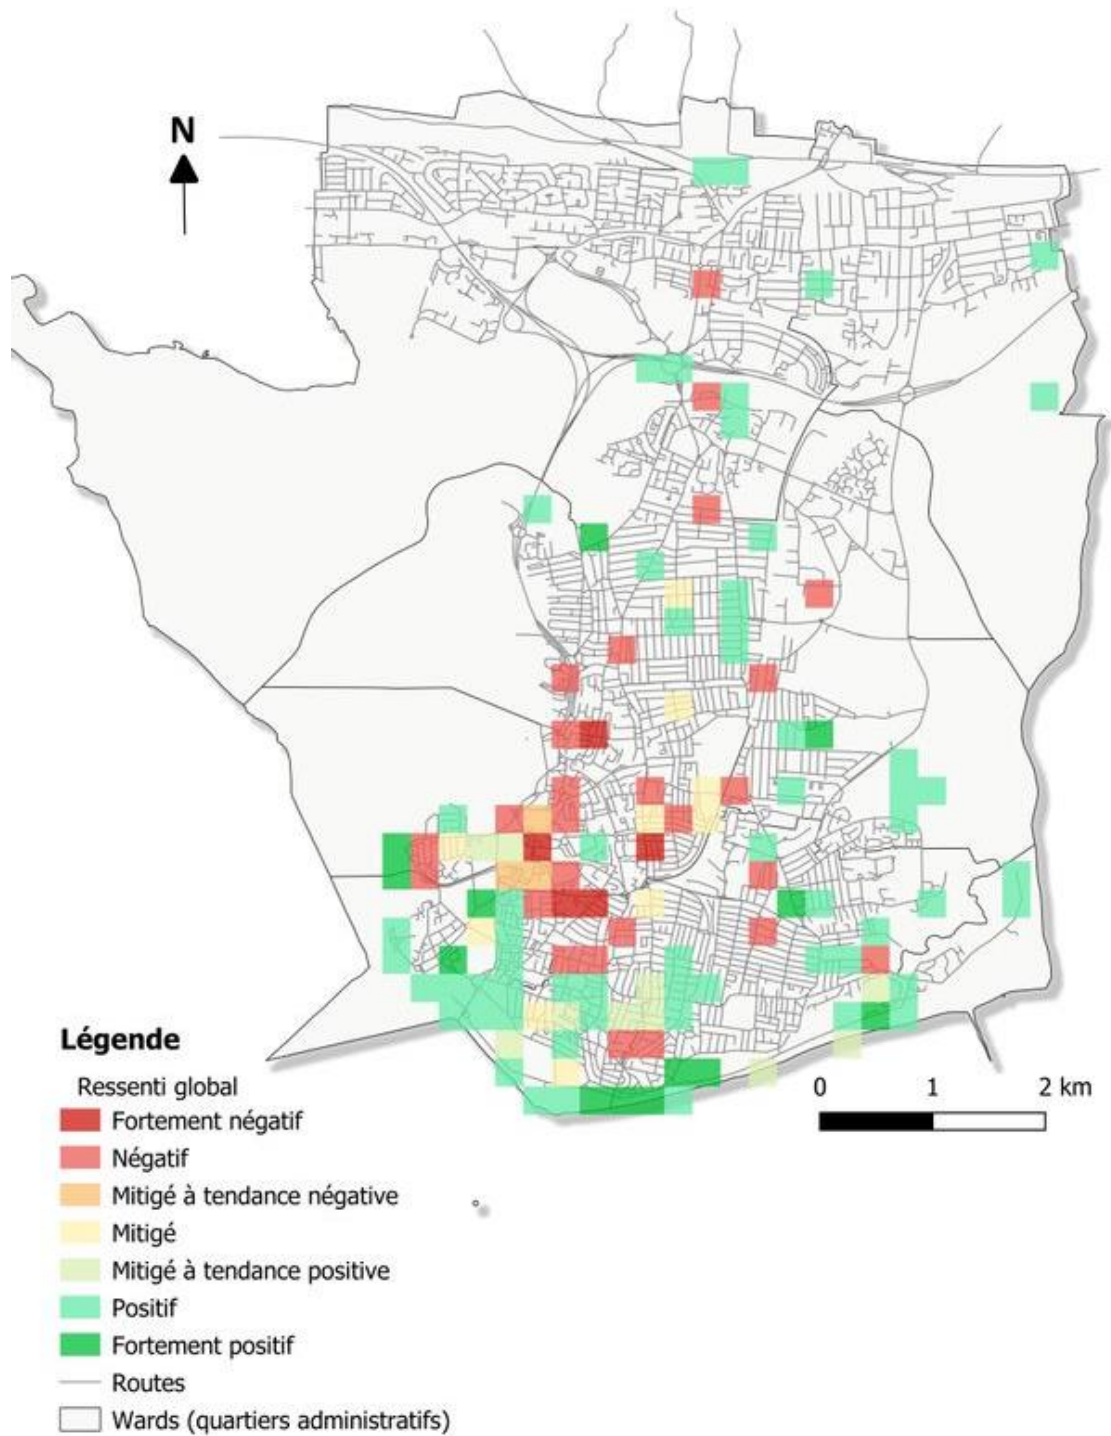 N
Légende
Ressenti global
Fortement négatif
Négatif
Mitigé à tendance négative
Mitigé
Mitigé à tendance positive
Positif
Fortement positif
Routes
Wards (quartiers administratifs)
0 1 2 km